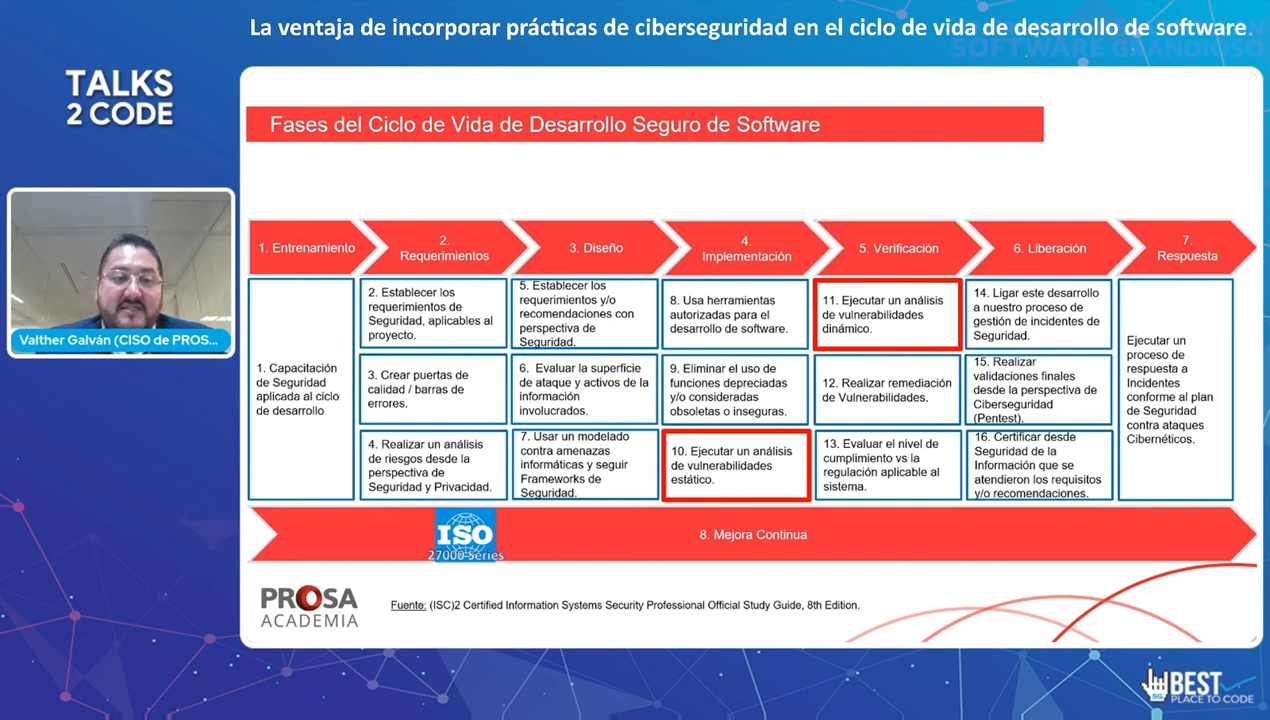 La ventaja de incorporar prácticas de ciberseguridad en el ciclo de vida de desarrollo de software
SOFTWARE GRANDIOSO
TALKS
2 CODE
Valther Galván (CISO de PROS...
Fases del Ciclo de Vida de Desarrollo Seguro de Software
1. Entrenamiento
2.
Requerimientos
3. Diseño
4.
Implementación
5. Verificación
6. Liberación
7.
Respuesta
1. Capacitación
de Seguridad
aplicada al ciclo
de desarrollo
2. Establecer los
requerimientos de
Seguridad, aplicables al
proyecto.
3. Crear puertas de
calidad / barras de
errores.
4. Realizar un análisis
de riesgos desde la
perspectiva de
Seguridad y Privacidad.
5. Establecer los
requerimientos y/o
recomendaciones con
perspectiva de
Seguridad.
6. Evaluar la superficie
de ataque y activos de la
información
involucrados.
7. Usar un modelado
contra amenazas
informáticas y seguir
Frameworks de
Seguridad.
8. Usa herramientas
autorizadas para el
desarrollo de software.
9. Eliminar el uso de
funciones depreciadas
y/o consideradas
obsoletas o inseguras.
10. Ejecutar un análisis
de vulnerabilidades
estático.
11. Ejecutar un análisis
de vulnerabilidades
dinámico.
12. Realizar remediación
de Vulnerabilidades.
13. Evaluar el nivel de
cumplimiento vs la
regulación aplicable al
sistema.
14. Ligar este desarrollo
a nuestro proceso de
gestión de incidentes de
Seguridad.
15. Realizar
validaciones finales
desde la perspectiva de
Ciberseguridad
(Pentest).
16. Certificar desde
Seguridad de la
Información que se
atendieron los requisitos
y/o recomendaciones.
Ejecutar un
proceso de
respuesta a
Incidentes
conforme al plan
de Seguridad
contra ataques
Cibernéticos.
ISO
27000 Series
8. Mejora Continua
PROSA
ACADEMIA
Fuente: (ISC)2 Certified Information Systems Security Professional Official Study Guide, 8th Edition.
SG
BEST
PLACE TO CODE